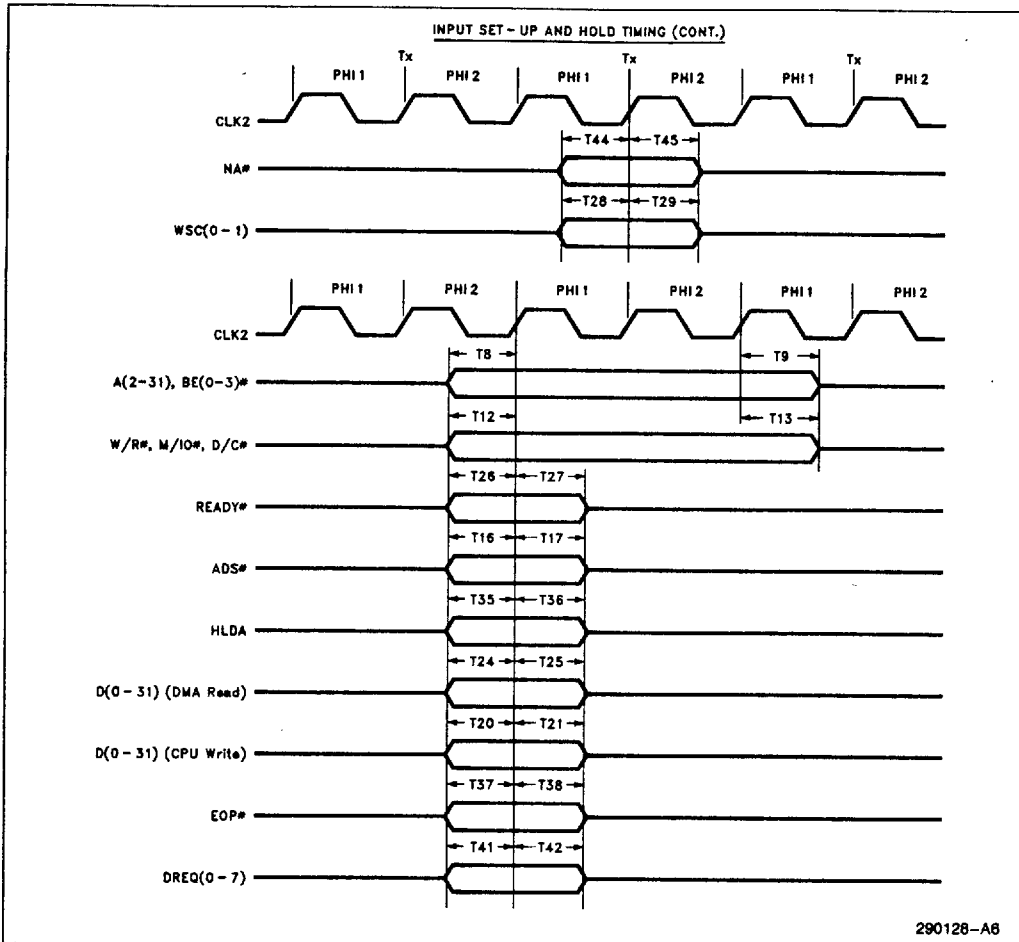 INPUT SET-UP AND HOLD TIMING (CONT.)
Tx Tx Tx
PHI 1 PHI 2 PHI 1 PHI 2 PHI 1 PHI 2
CLK2
T44 T45
NA#
T28 T29
WSC(0-1)
PHI 1 PHI 2 PHI 1 PHI 2 PHI 1 PHI 2
CLK2
T8 T9
A(2-31), BE(0-3)#
T12 T13
W/R#, M/IO#, D/C#
T26 T27
READY#
T16 T17
ADS#
T35 T36
HLDA
T24 T25
D(0-31) (DMA Read)
T20 T21
D(0-31) (CPU Write)
T37 T38
EOP#
T41 T42
DREQ(0-7)
290128-A6